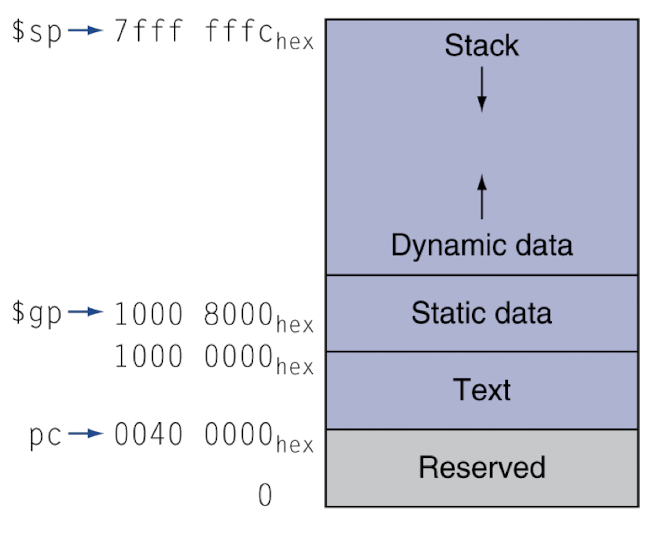 $sp→ 7fff fffc hex
Stack
Dynamic data
$gp→ 1000 8000 hex
Static data
1000 0000 hex
Text
pc→ 0040 0000 hex
Reserved
0